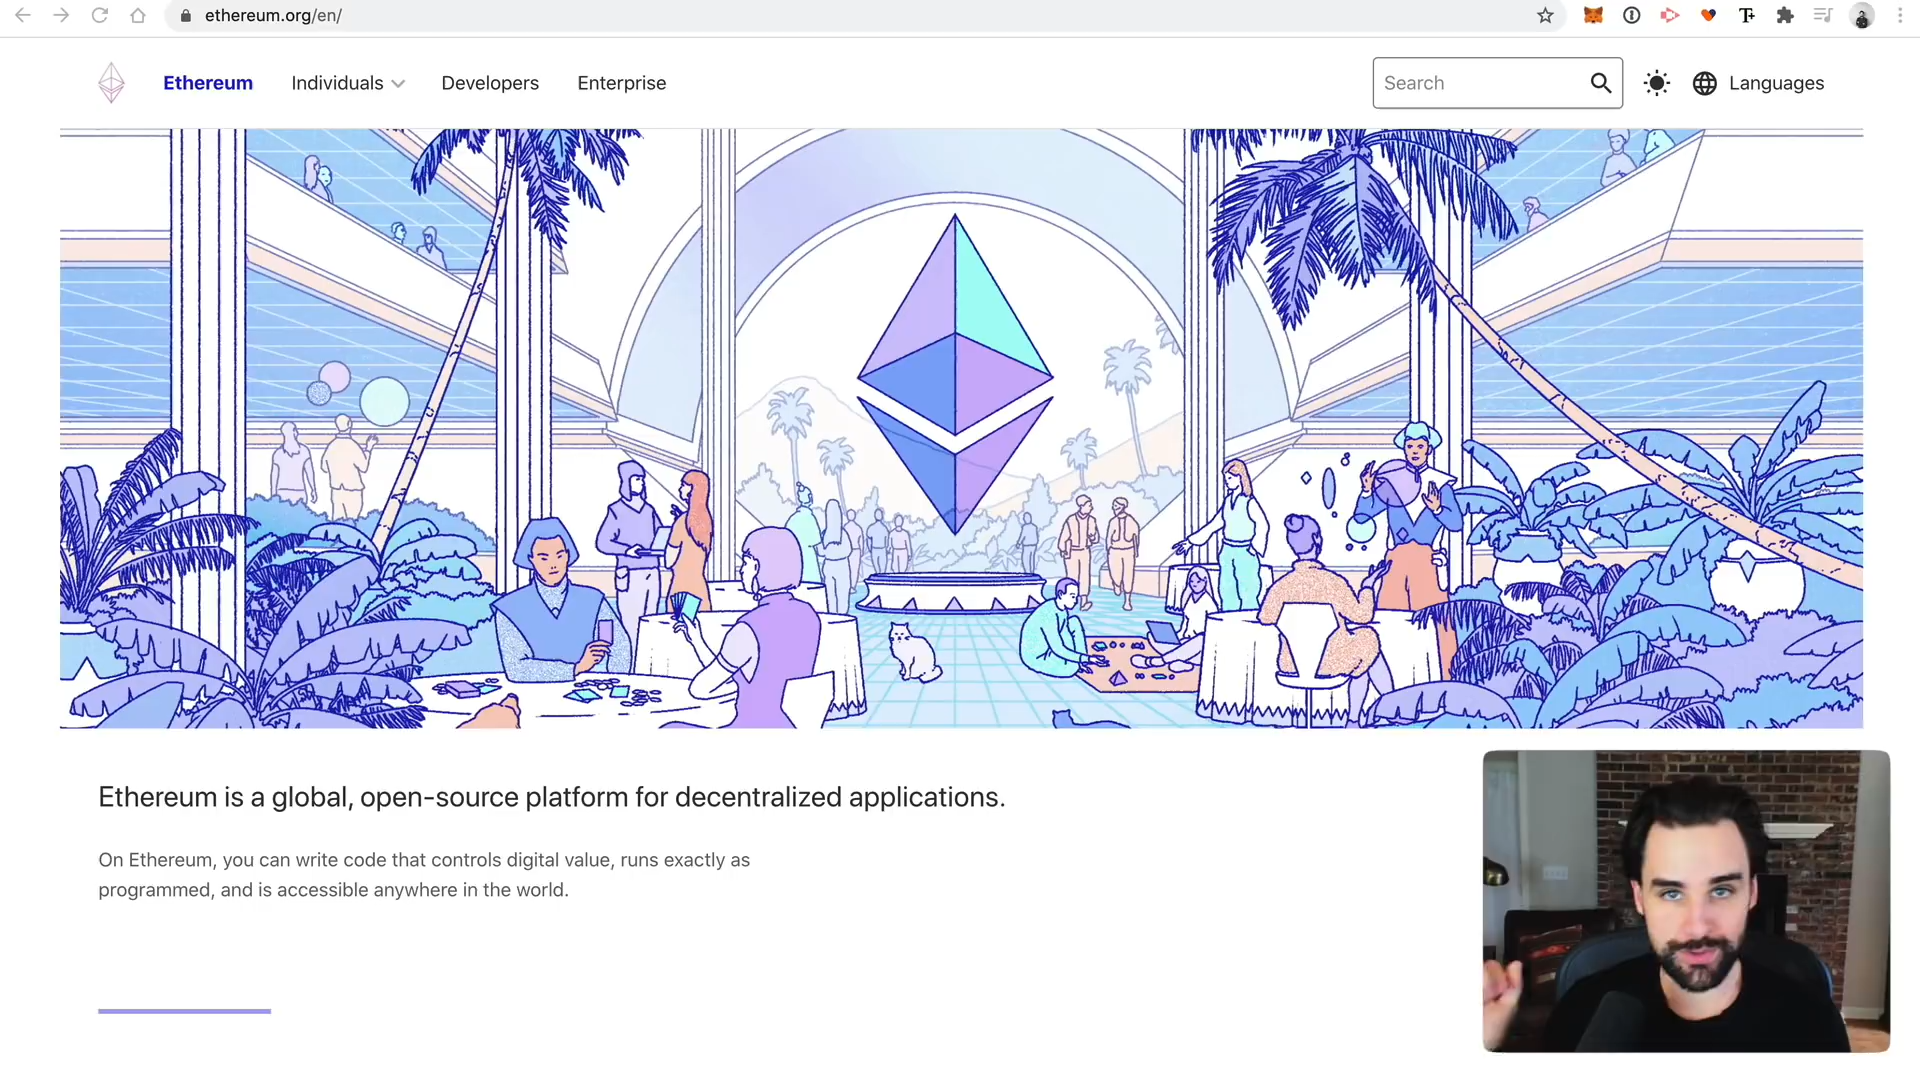 ethereum.org/en/
Ethereum Individuals Developers Enterprise Search Languages
Ethereum is a global, open-source platform for decentralized applications.
On Ethereum, you can write code that controls digital value, runs exactly as
programmed, and is accessible anywhere in the world.